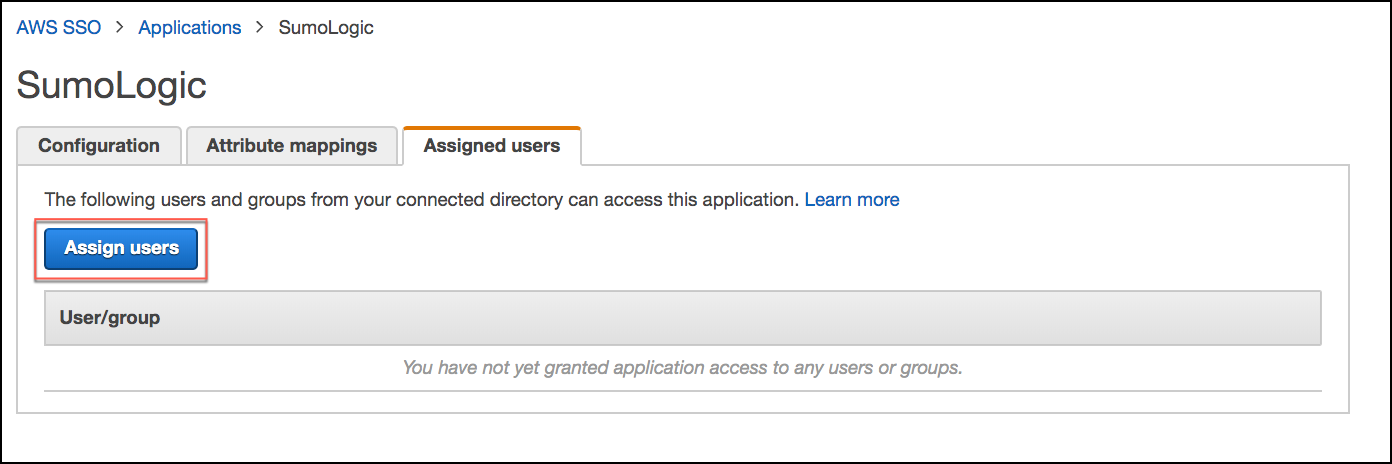 AWS SSO > Applications > SumoLogic
SumoLogic
Configuration Attribute mappings Assigned users
The following users and groups from your connected directory can access this application. Learn more
Assign users
User/group
You have not yet granted application access to any users or groups.